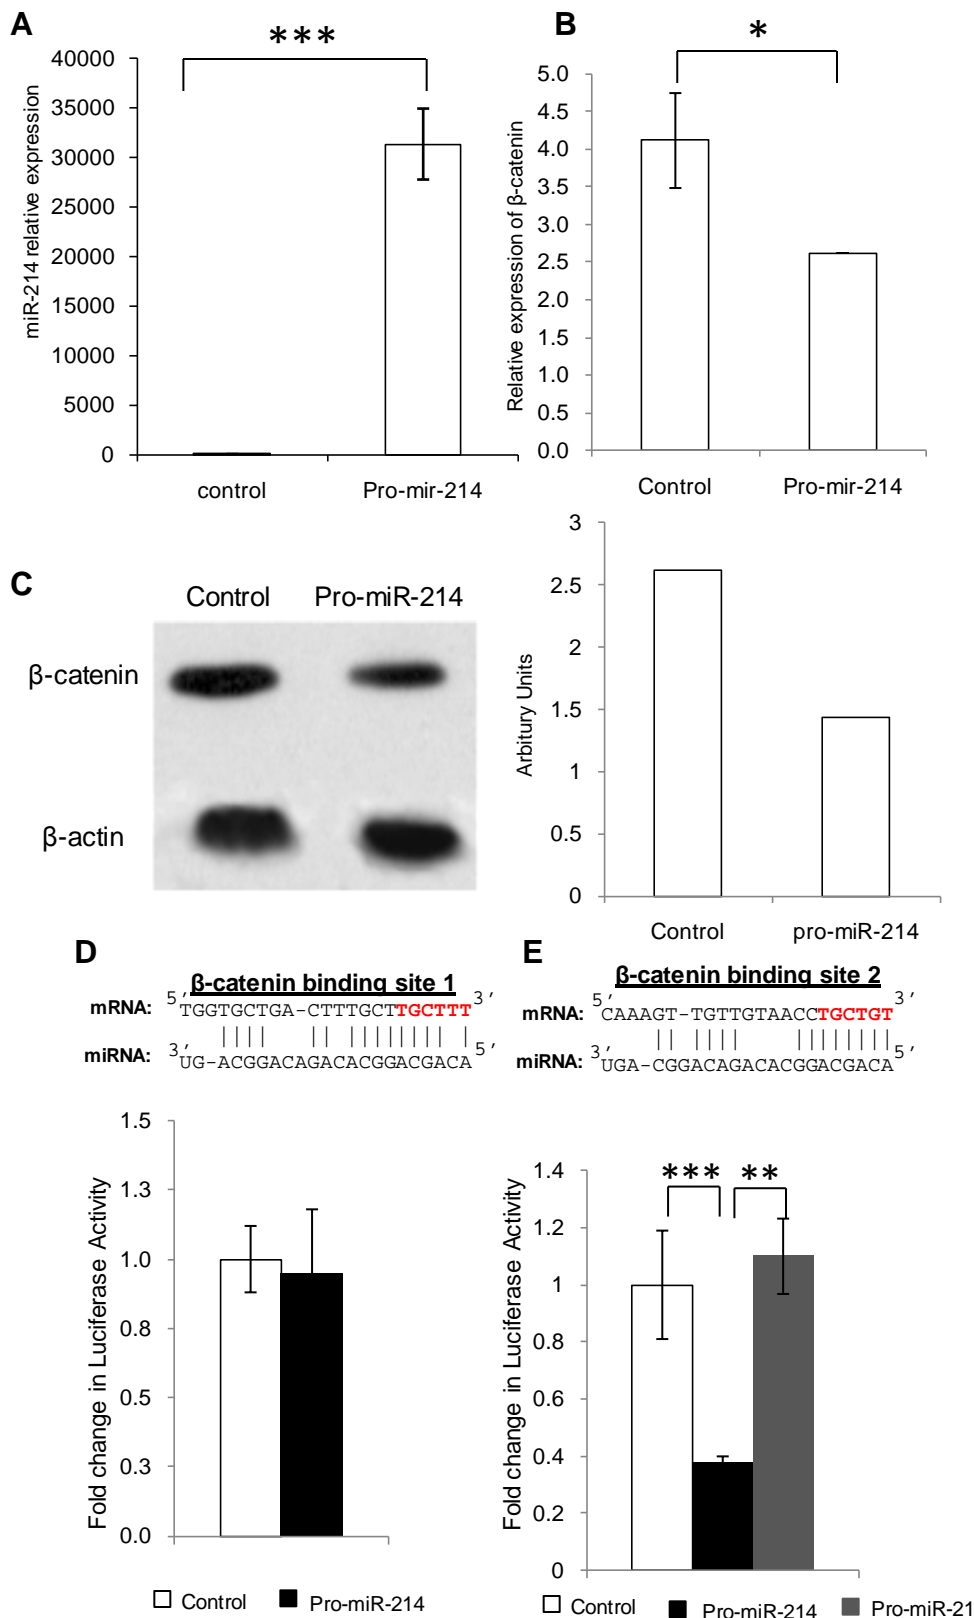 A
***
miR-214 relative expression
40000
35000
30000
25000
20000
15000
10000
5000
0
control Pro-mir-214
B
*
Relative expression of β-catenin
5.0
4.5
4.0
3.5
3.0
2.5
2.0
1.5
1.0
0.5
0.0
Control Pro-mir-214
C
Control Pro-miR-214
β-catenin
β-actin
Arbitury Units
3
2.5
2
1.5
1
0.5
0
Control pro-miR-214
D
β-catenin binding site 1
mRNA: 5′ TGGTGCTGA-CTTTGCTTGCTTT 3′
miRNA: 3′ UG-ACGGACAGACACGGACGACA 5′
Fold change in Luciferase Activity
1.5
1.3
1.0
0.8
0.5
0.3
0.0
Control Pro-miR-214
E
β-catenin binding site 2
mRNA: 5′ CAAAGT-TGTTGTAACCTGCTGT 3′
miRNA: 3′ UGA-CGGACAGACACGGACGACA 5′
*** **
Fold change in Luciferase Activity
1.4
1.2
1
0.8
0.6
0.4
0.2
0
Control Pro-miR-214 Pro-miR-21